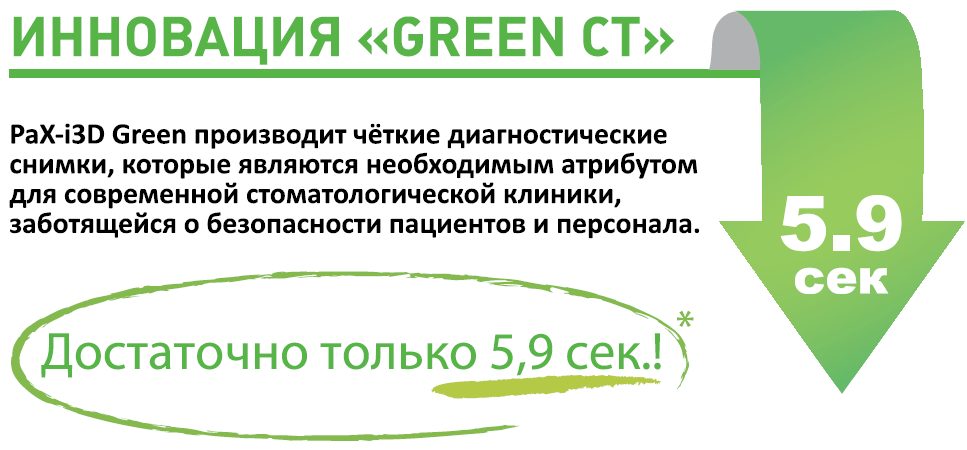 ИННОВАЦИЯ «GREEN CT»
PaX-i3D Green производит чёткие диагностические
снимки, которые являются необходимым атрибутом
для современной стоматологической клиники,
заботящейся о безопасности пациентов и персонала.
5.9
сек
Достаточно только 5,9 сек.!*